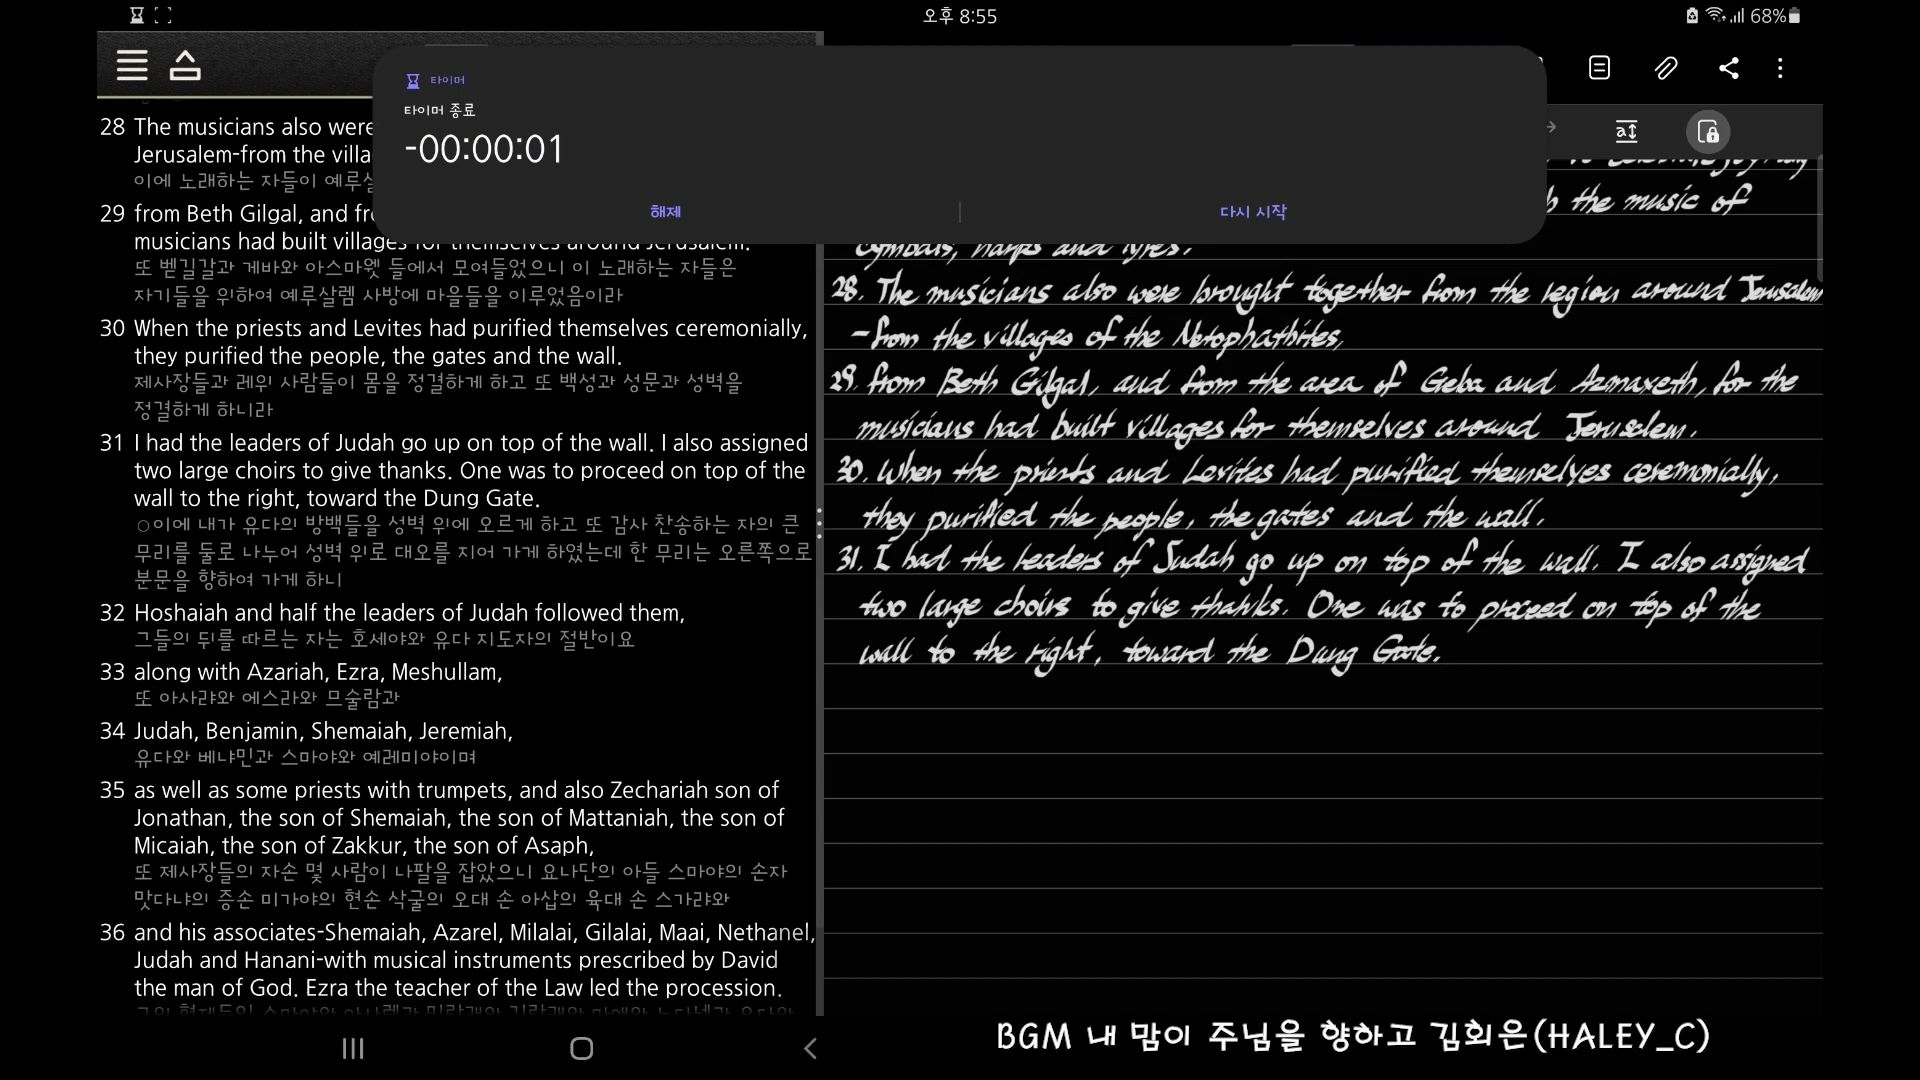 오후 8:55
68%
타이머
타이머 종료
-00:00:01
해제
다시 시작
28 The musicians also were
Jerusalem-from the villa
이에 노래하는 자들이 예루살
29 from Beth Gilgal, and fr
musicians had built villages for themselves around Jerusalem.
또 벧길갈과 게바와 아스마웻 들에서 모여들었으니 이 노래하는 자들은
자기들을 위하여 예루살렘 사방에 마을들을 이루었음이라
30 When the priests and Levites had purified themselves ceremonially,
they purified the people, the gates and the wall.
제사장들과 레위 사람들이 몸을 정결하게 하고 또 백성과 성문과 성벽을
정결하게 하니라
31 I had the leaders of Judah go up on top of the wall. I also assigned
two large choirs to give thanks. One was to proceed on top of the
wall to the right, toward the Dung Gate.
○이에 내가 유다의 방백들을 성벽 위에 오르게 하고 또 감사 찬송하는 자의 큰
무리를 둘로 나누어 성벽 위로 대오를 지어 가게 하였는데 한 무리는 오른쪽으로
분문을 향하여 가게 하니
32 Hoshaiah and half the leaders of Judah followed them,
그들의 뒤를 따르는 자는 호세야와 유다 지도자의 절반이요
33 along with Azariah, Ezra, Meshullam,
또 아사랴와 에스라와 므술람과
34 Judah, Benjamin, Shemaiah, Jeremiah,
유다와 베냐민과 스마야와 예레미야이며
35 as well as some priests with trumpets, and also Zechariah son of
Jonathan, the son of Shemaiah, the son of Mattaniah, the son of
Micaiah, the son of Zakkur, the son of Asaph,
또 제사장들의 자손 몇 사람이 나팔을 잡았으니 요나단의 아들 스마야의 손자
맛다냐의 증손 미가야의 현손 삭굴의 오대 손 아삽의 육대 손 스가랴와
36 and his associates-Shemaiah, Azarel, Milalai, Gilalai, Maai, Nethanel,
Judah and Hanani-with musical instruments prescribed by David
the man of God. Ezra the teacher of the Law led the procession.
the music of
cymbals, harps and lyres.
28. The musicians also were brought together from the region around Jerusalem
-from the villages of the Netophathites,
29. from Beth Gilgal, and from the area of Geba and Azmaxeth, for the
musicians had built villages for themselves around Jerusalem.
30. When the priests and Levites had purified themselves ceremonially,
they purified the people, the gates and the wall.
31. I had the leaders of Judah go up on top of the wall. I also assigned
two large choirs to give thanks. One was to proceed on top of the
wall to the right, toward the Dung Gate.
BGM 내 맘이 주님을 향하고 김회은(HALEY_C)